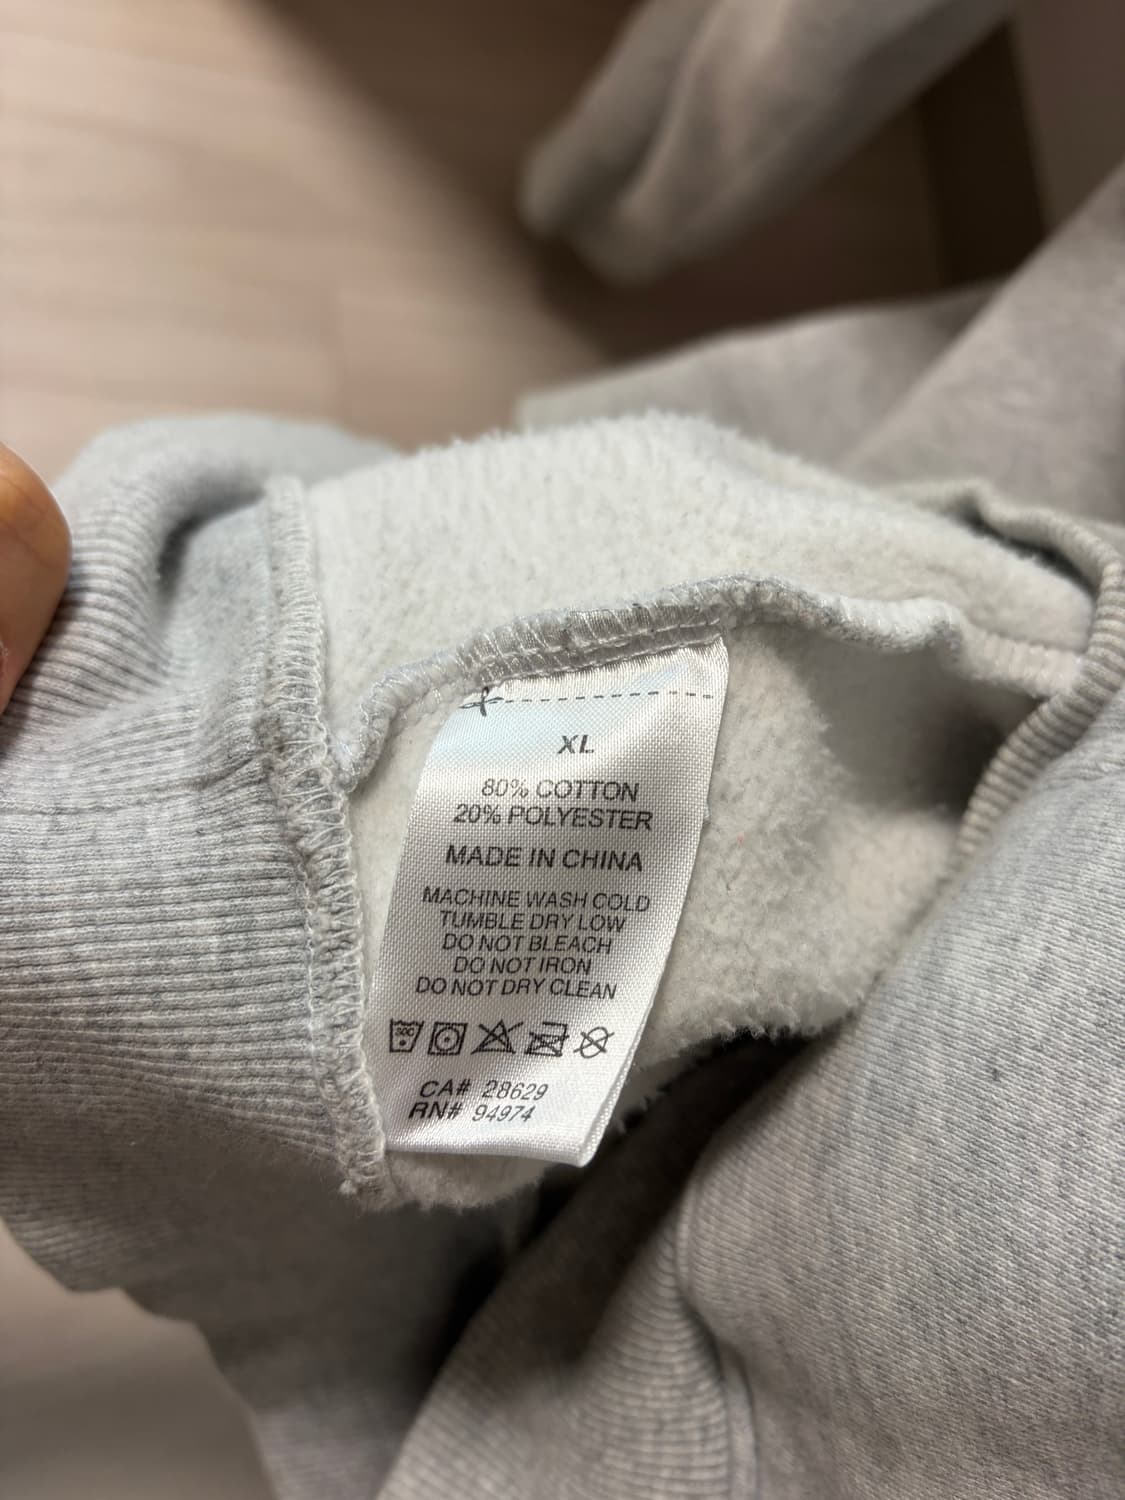 XL
80% COTTON
20% POLYESTER
MADE IN CHINA
MACHINE WASH COLD
TUMBLE DRY LOW
DO NOT BLEACH
DO NOT IRON
DO NOT DRY CLEAN
30C
CA# 28629
RN# 94974